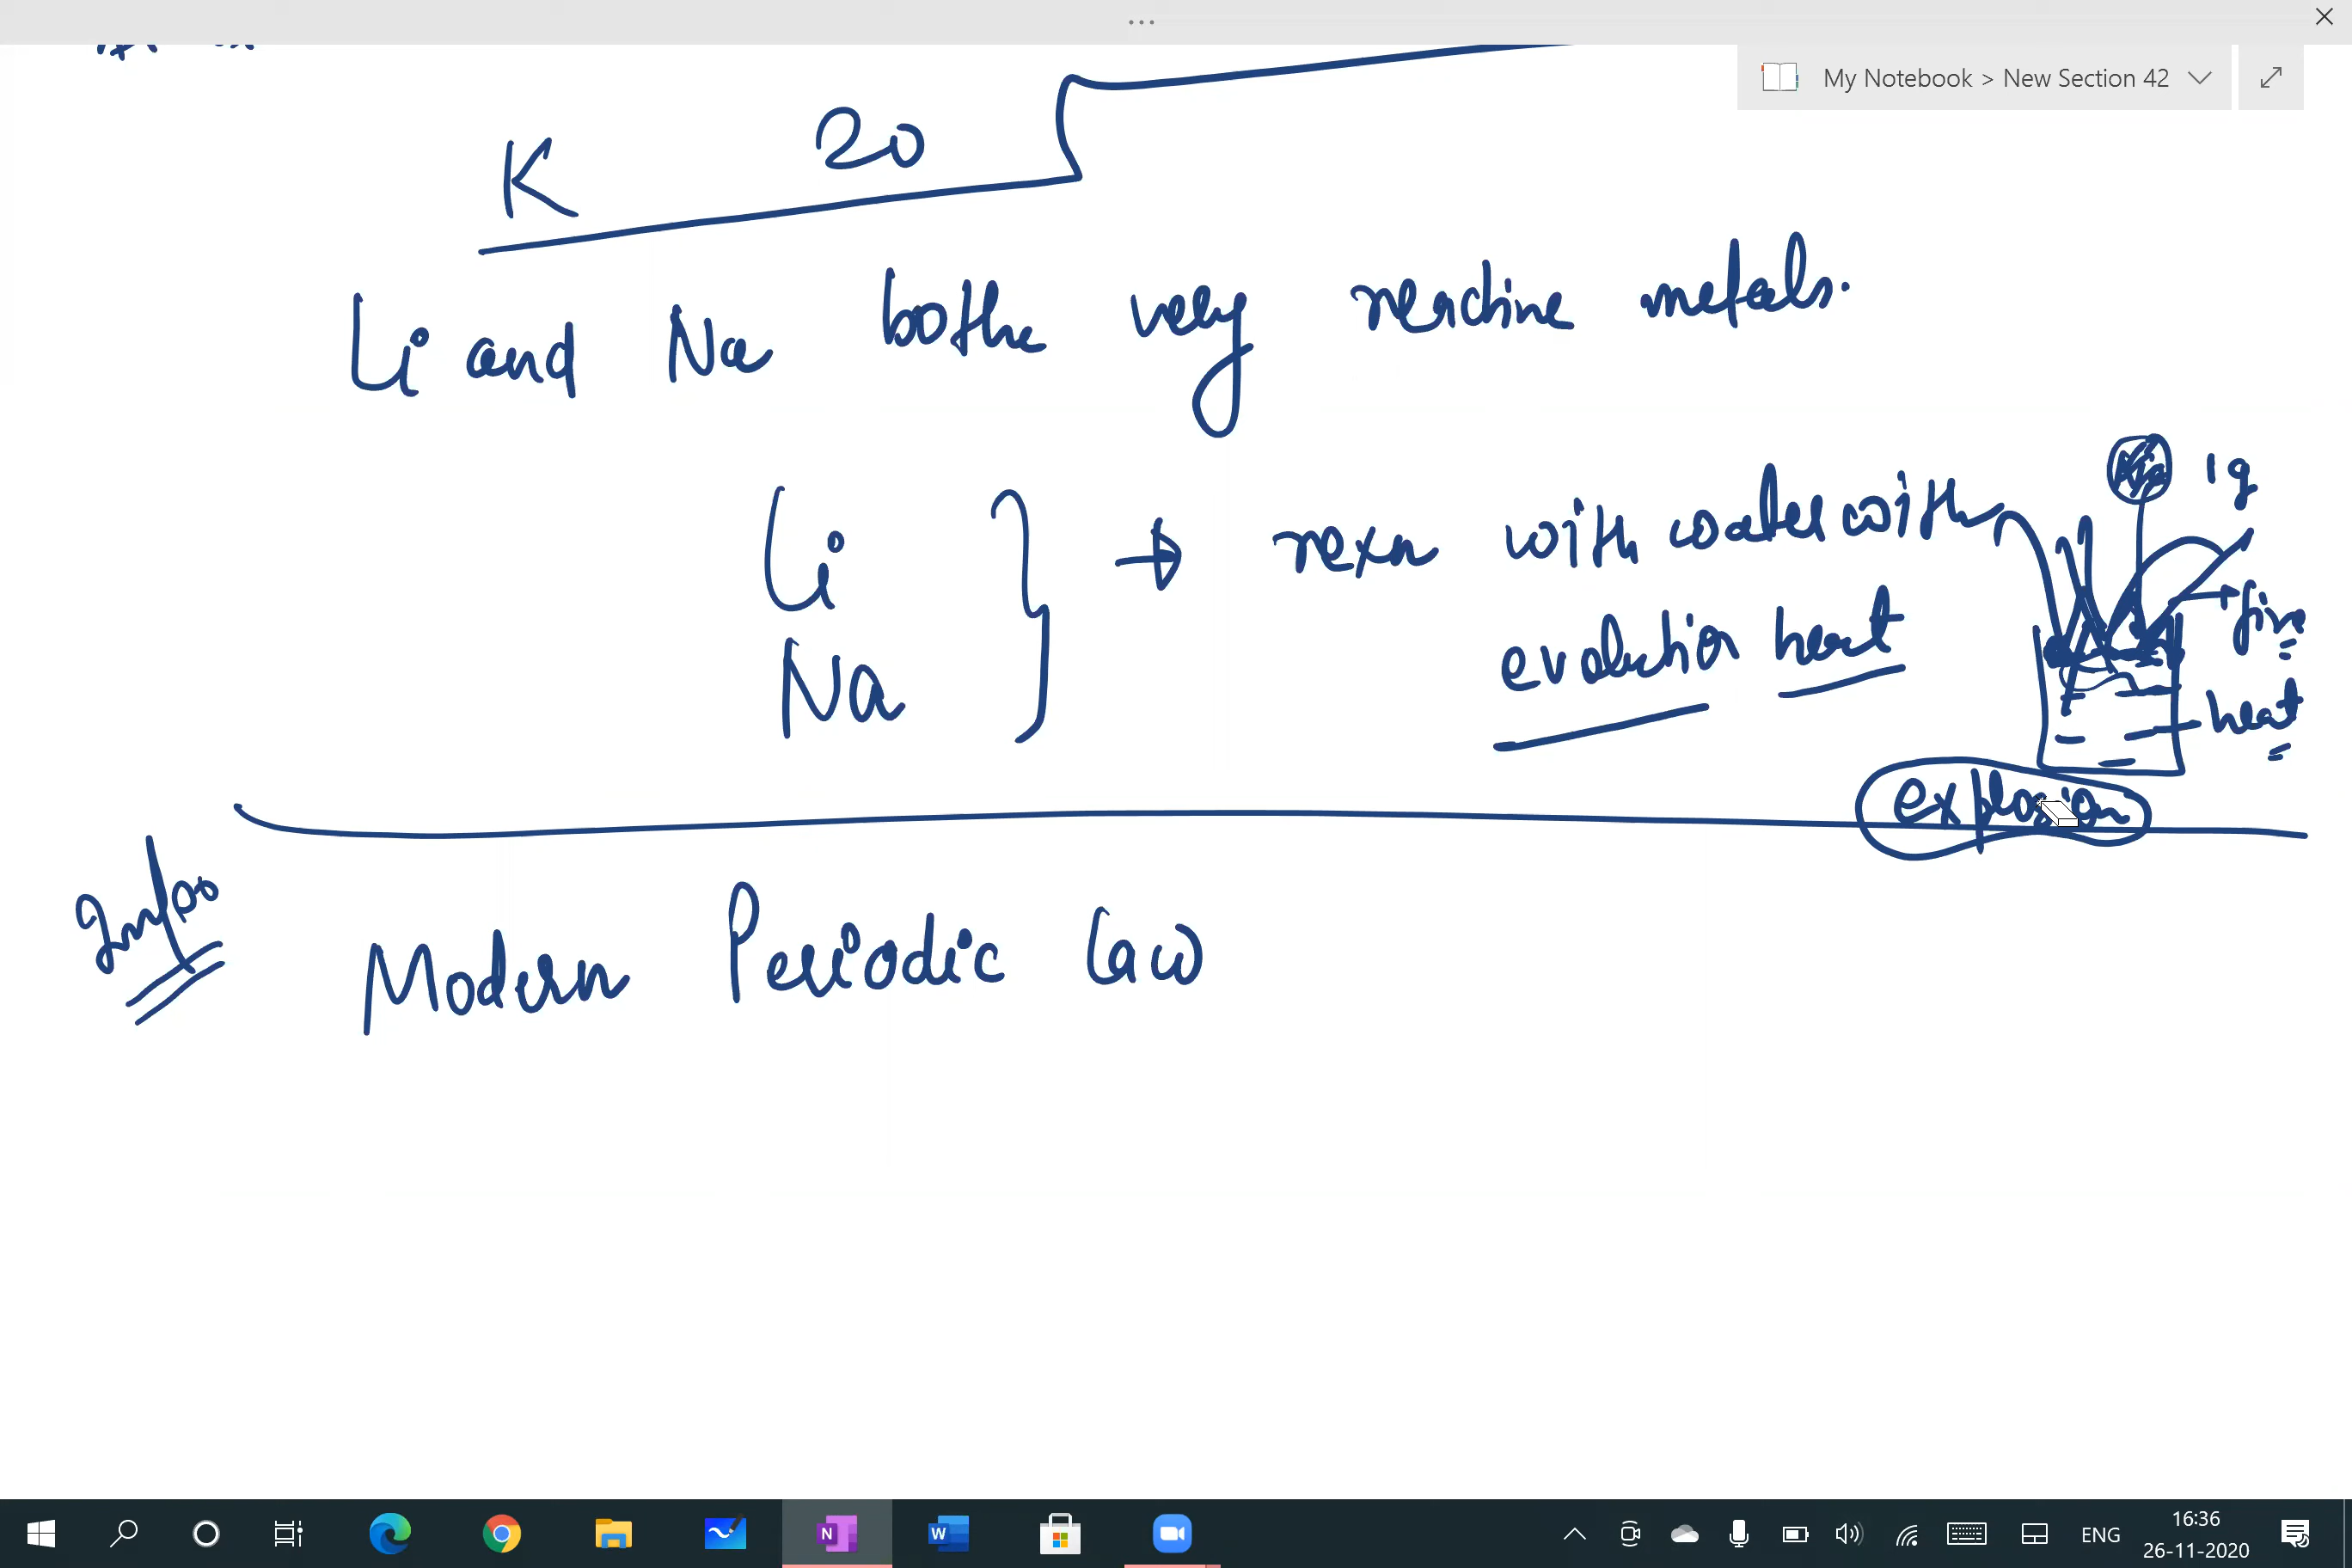 My Notebook > New Section 42
K 20
Li and Na both very reactive metals.
Li
Na
→ rexn with water with
evolution heat
1g
fire
heat
explosion
Impo
Modern Periodic Law
N
W
ENG
16:36
26-11-2020